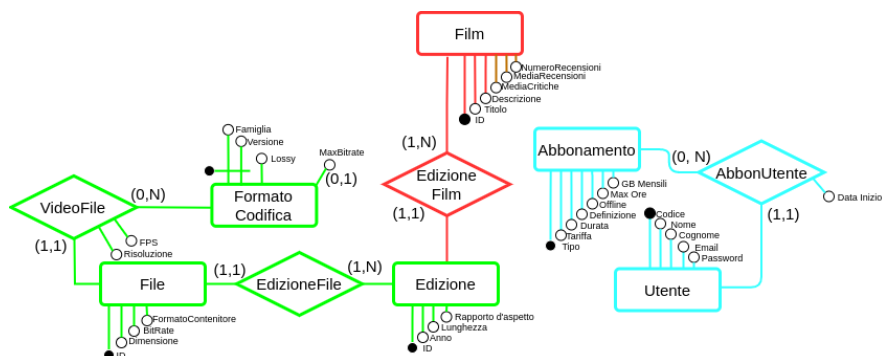 Film
NumeroRecensioni
MediaRecensioni
MediaCritiche
Descrizione
Titolo
ID
(1,N)
Edizione
Film
(1,1)
Famiglia
Versione
Lossy
MaxBitrate
(0,1)
Formato
Codifica
(0,N)
VideoFile
(1,1)
FPS
Risoluzione
File
(1,1)
EdizioneFile
(1,N)
Edizione
FormatoContenitore
BitRate
Dimensione
ID
Rapporto d'aspetto
Lunghezza
Anno
ID
Abbonamento
(0, N)
AbbonUtente
GB Mensili
Max Ore
Offline
Definizione
Durata
Tariffa
Tipo
Data Inizio
(1,1)
Codice
Nome
Cognome
Email
Password
Utente